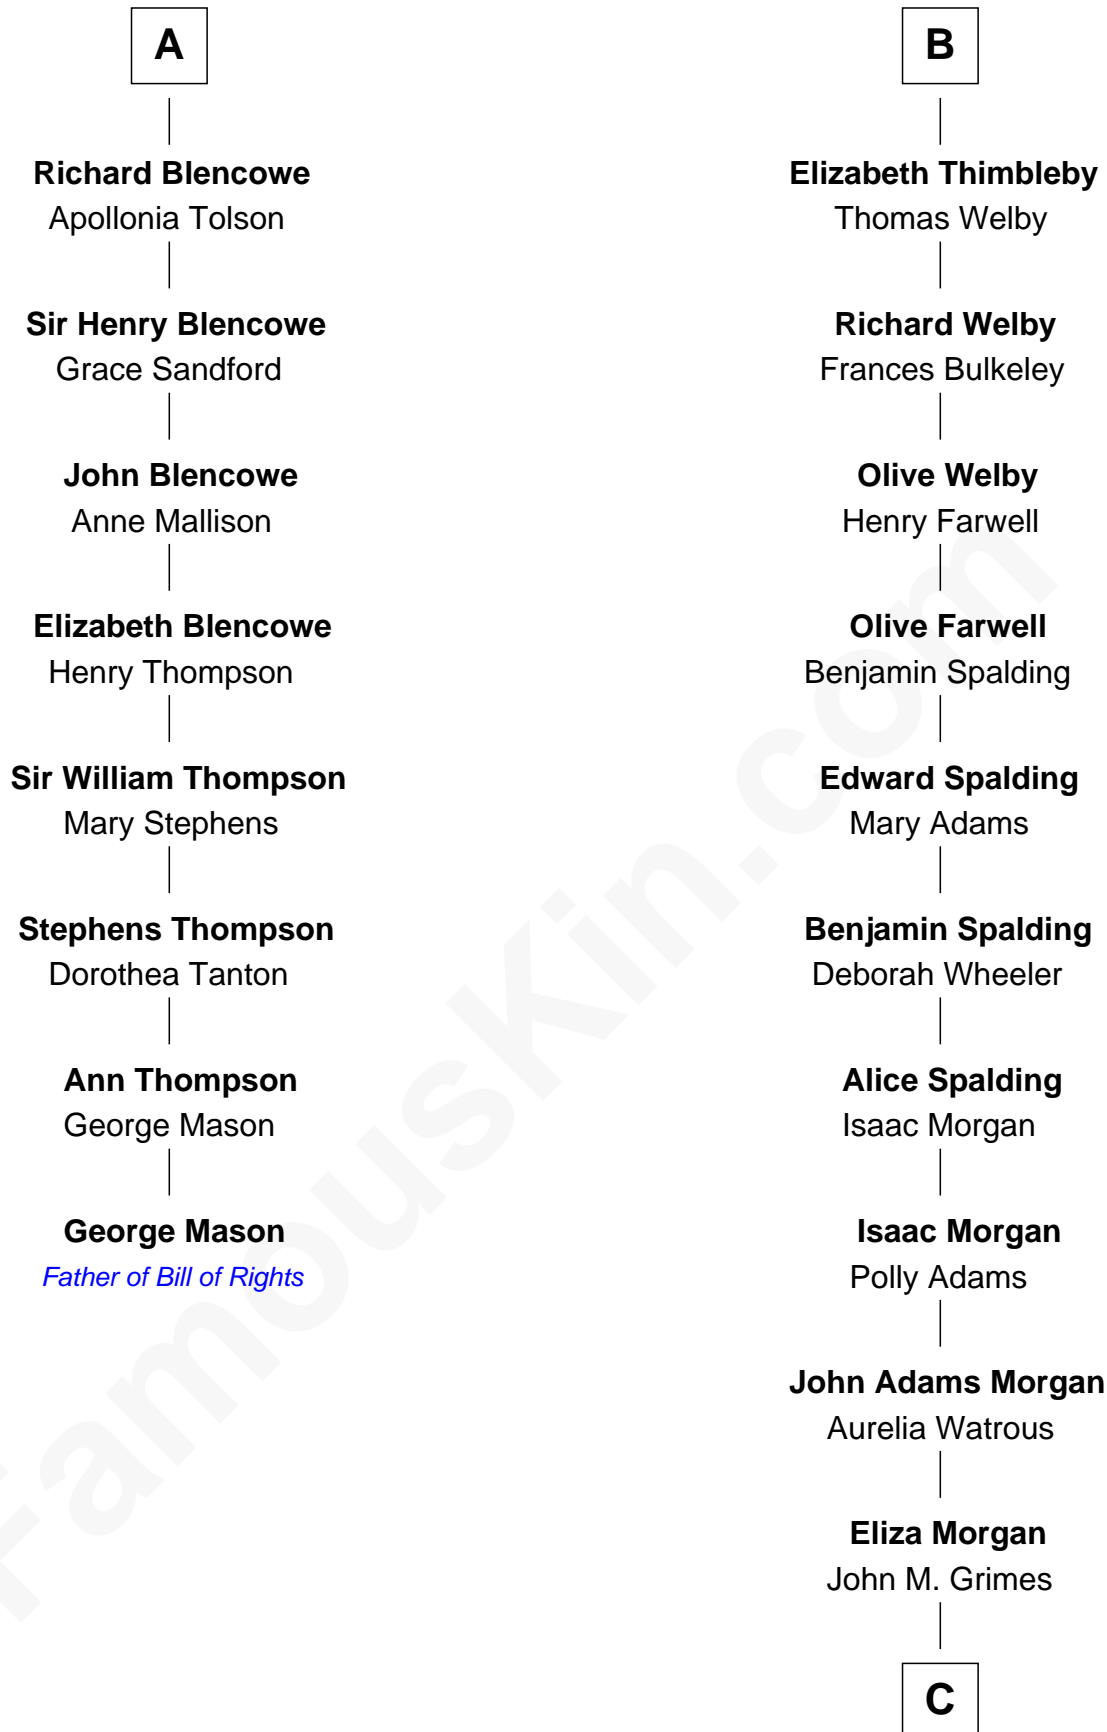 A
Richard Blencowe
Apollonia Tolson
Sir Henry Blencowe
Grace Sandford
John Blencowe
Anne Mallison
Elizabeth Blencowe
Henry Thompson
Sir William Thompson
Mary Stephens
Stephens Thompson
Dorothea Tanton
Ann Thompson
George Mason
George Mason
Father of Bill of Rights
B
Elizabeth Thimbleby
Thomas Welby
Richard Welby
Frances Bulkeley
Olive Welby
Henry Farwell
Olive Farwell
Benjamin Spalding
Edward Spalding
Mary Adams
Benjamin Spalding
Deborah Wheeler
Alice Spalding
Isaac Morgan
Isaac Morgan
Polly Adams
John Adams Morgan
Aurelia Watrous
Eliza Morgan
John M. Grimes
C
FamousKin.com